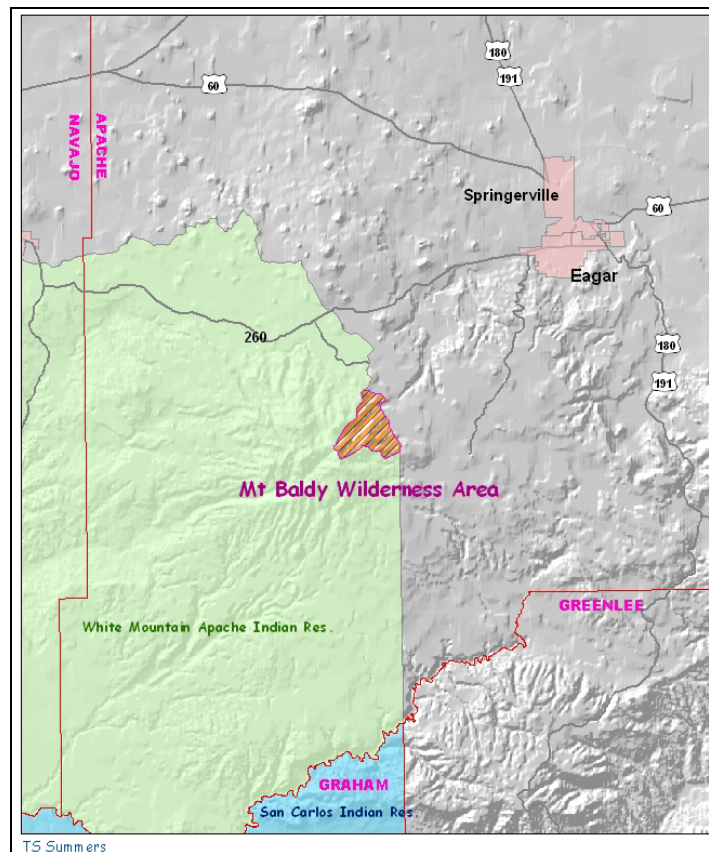 180
191
60
APACHE
NAVAJO
Springerville
60
Eagar
260
180
191
Mt Baldy Wilderness Area
GREENLEE
White Mountain Apache Indian Res.
GRAHAM
San Carlos Indian Res.
TS Summers